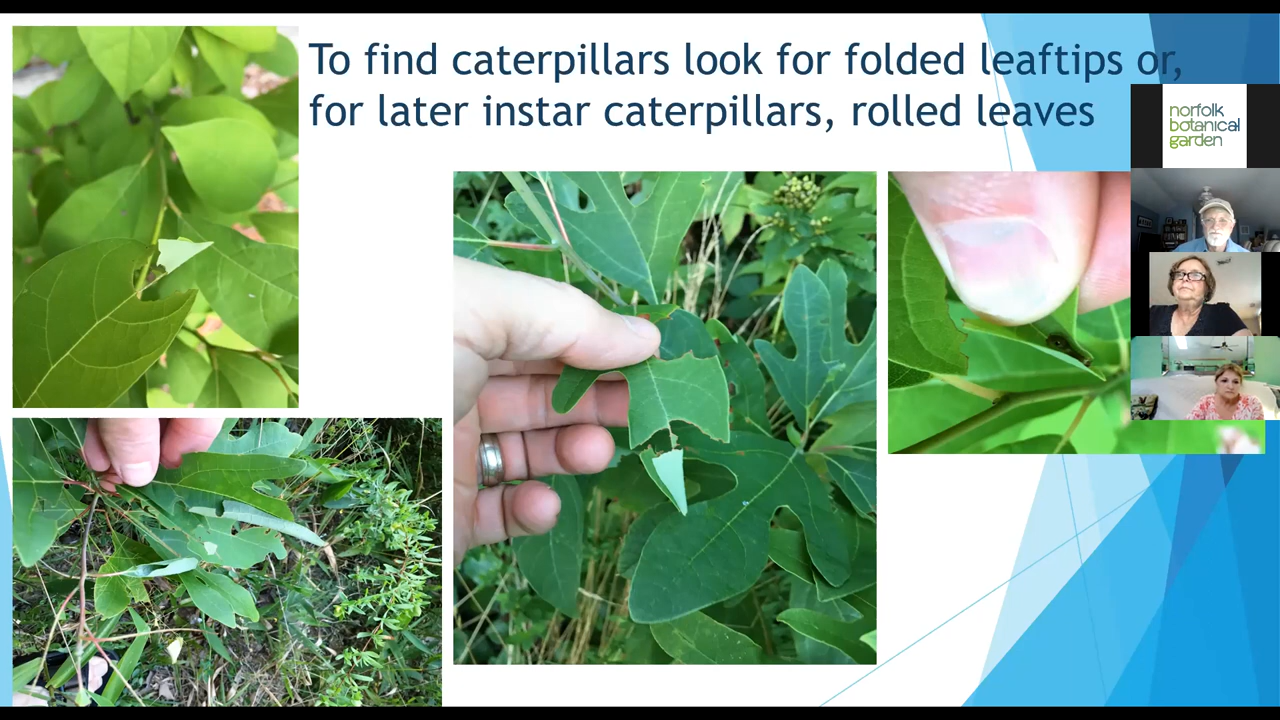 To find caterpillars look for folded leaftips or,
for later instar caterpillars, rolled leaves
norfolk
botanical
garden